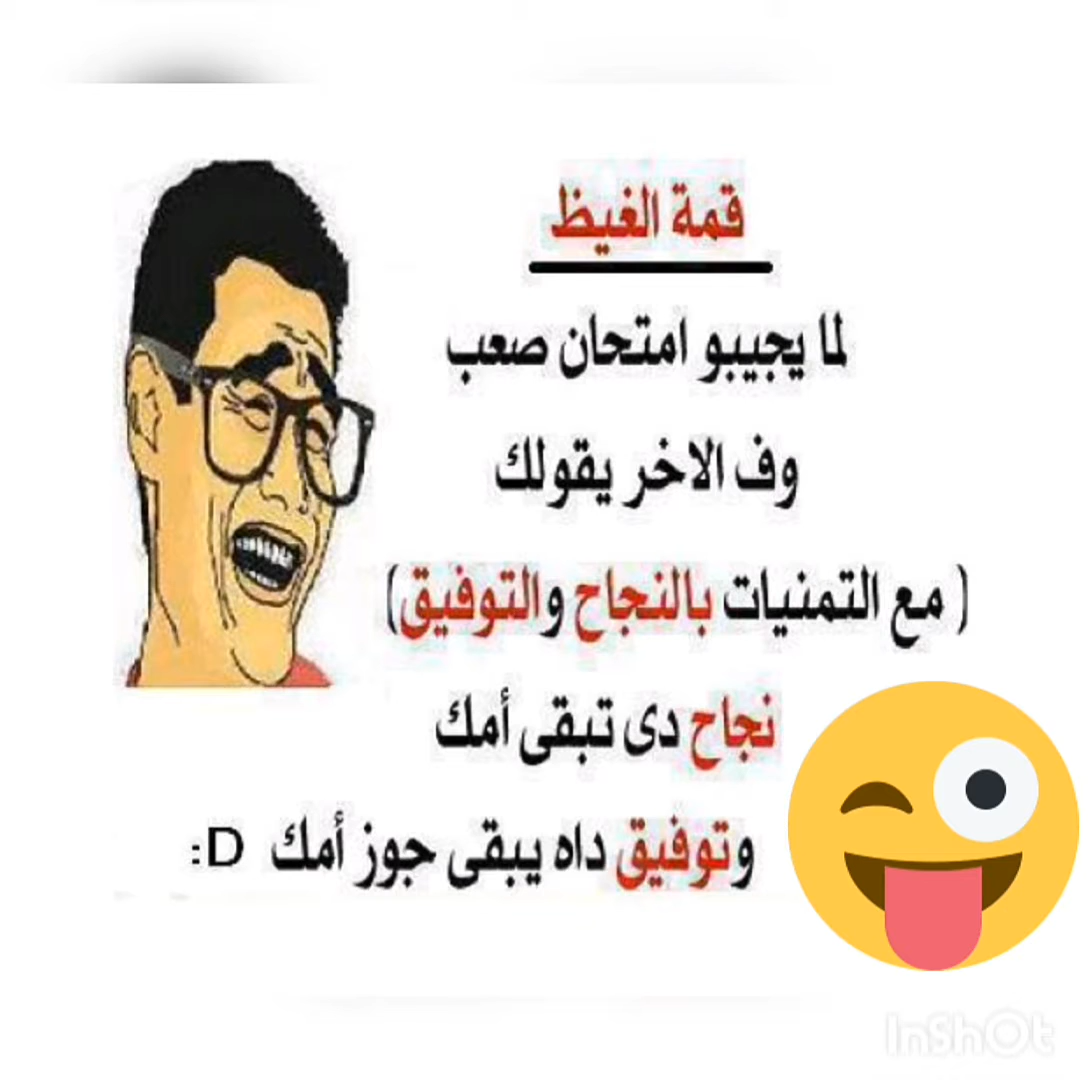 قمة الغيظ
لما يجيبو امتحان صعب
وف الاخر يقولك
( مع التمنيات بالنجاح والتوفيق)
نجاح دى تبقى أمك
وتوفيق داه يبقى جوز أمك D:
InShOt